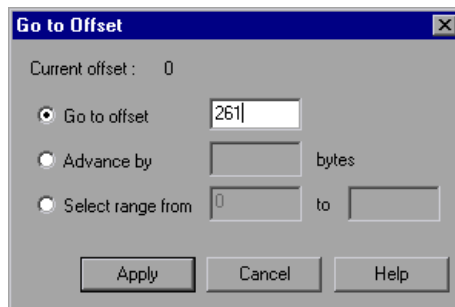 Go to Offset
Current offset : 0
Go to offset 261
Advance by bytes
Select range from 0 to
Apply Cancel Help